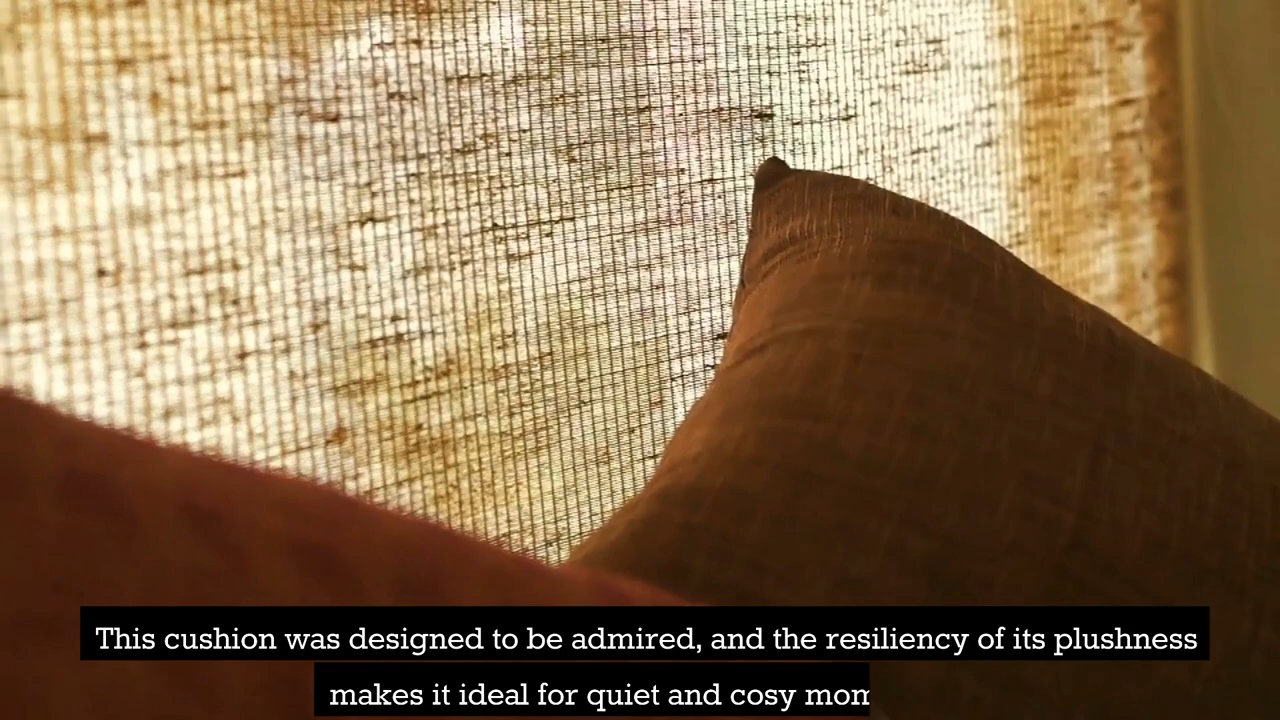 This cushion was designed to be admired, and the resiliency of its plushness
makes it ideal for quiet and cosy mom